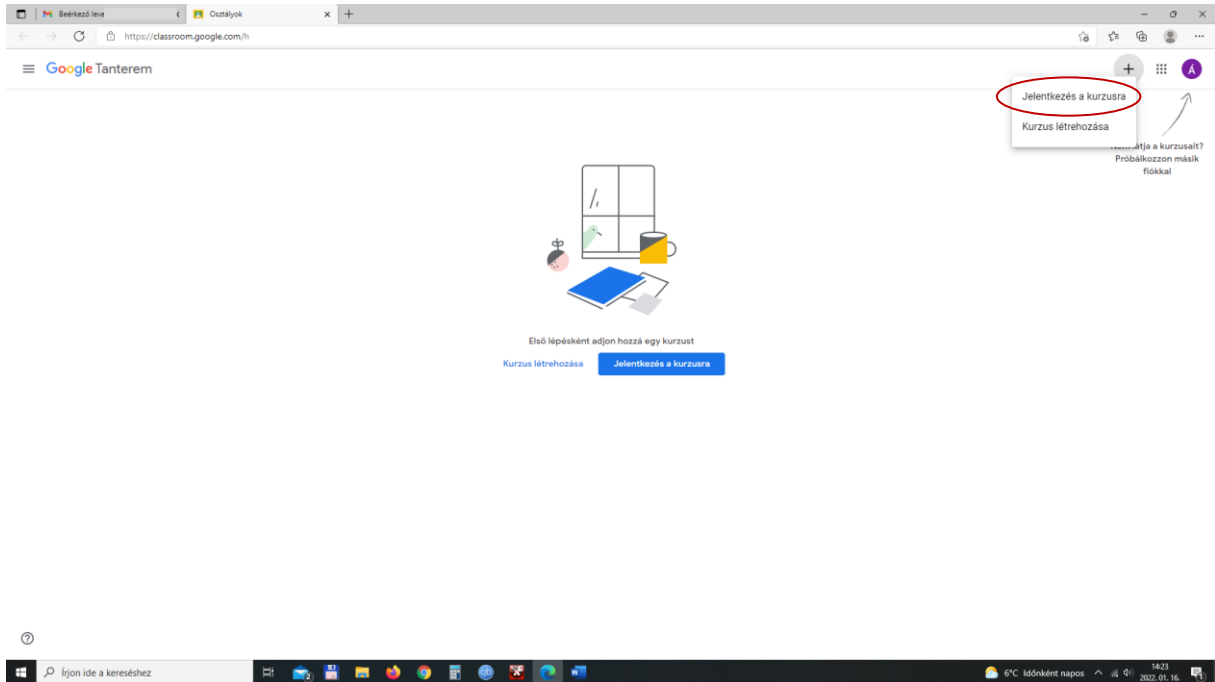 Beérkező leve
Osztályok
https://classroom.google.com/h
Google Tanterem
Á
Jelentkezés a kurzusra
Kurzus létrehozása
látja a kurzusait?
Próbálkozzon másik
fiókkal
Első lépésként adjon hozzá egy kurzust
Kurzus létrehozása
Jelentkezés a kurzusra
Írjon ide a kereséshez
2
qb
6°C Időnként napos
14:23
2022. 01. 16.